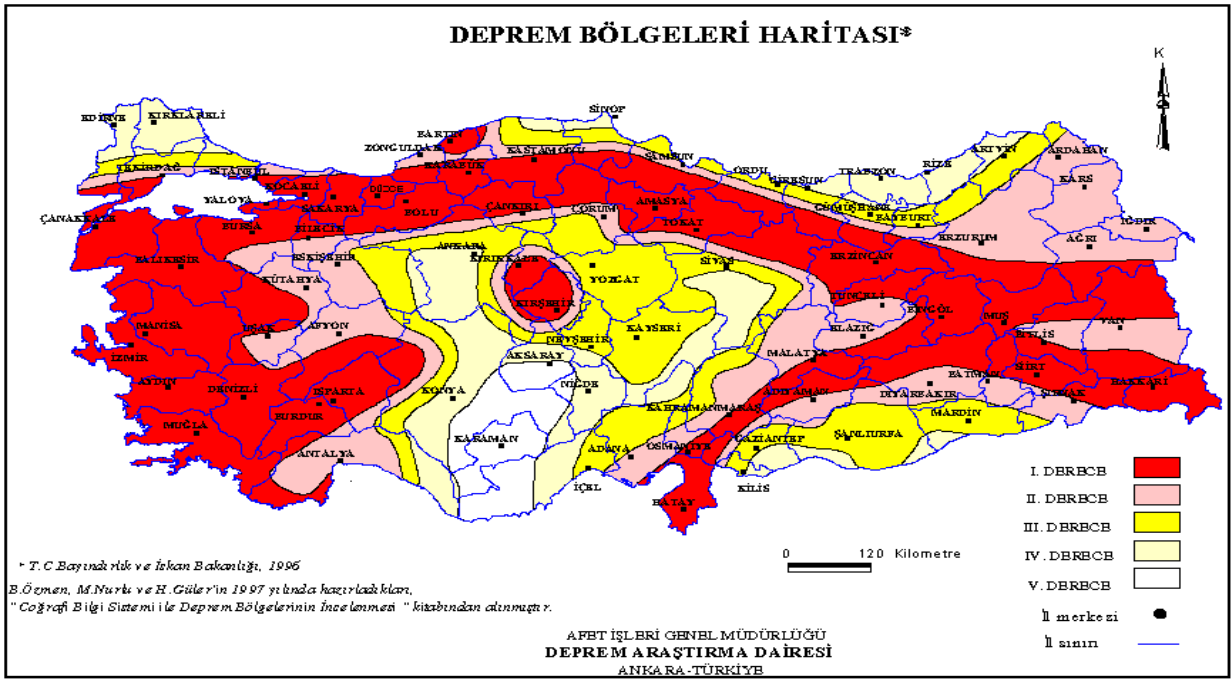 DEPREM BÖLGELERİ HARİTASI*
K
SİNOP
EDİRNE
KIRKLARELİ
BARTIN
ZONGULDAK
KASTAMONU
KARABÜK
SAMSUN
ARTVİN
ARDAHAN
TEKİRDAĞ
İSTANBUL
ORDU
GİRESUN
TRABZON
RİZE
KARS
KOCAELİ
DÜZCE
YALOVA
SAKARYA
BOLU
ÇANKIRI
ÇORUM
AMASYA
TOKAT
GÜMÜŞHANE
BAYBURT
ÇANAKKALE
BURSA
BİLECİK
ERZURUM
IĞDIR
AĞRI
ANKARA
KIRIKKALE
BALIKESİR
ESKİŞEHİR
KÜTAHYA
YOZGAT
SİVAS
ERZİNCAN
KIRŞEHİR
TUNCELİ
BİNGÖL
MUŞ
MANİSA
UŞAK
AFYON
KAYSERİ
ELAZIĞ
VAN
İZMİR
NEVŞEHİR
BİTLİS
AKSARAY
MALATYA
AYDIN
DENİZLİ
ISPARTA
KONYA
NİĞDE
ADIYAMAN
DİYARBAKIR
BATMAN
SİİRT
ŞIRNAK
HAKKARİ
BURDUR
KAHRAMANMARAŞ
MARDİN
MUĞLA
KARAMAN
ADANA
OSMANİYE
GAZİANTEP
ŞANLIURFA
ANTALYA
İÇEL
KİLİS
HATAY
I. DERECE
II. DERECE
III. DERECE
IV. DERECE
V. DERECE
İl merkezi
İl sınırı
0 120 Kilometre
* T.C.Bayındırlık ve İskan Bakanlığı, 1996
B.Özmen, M.Nurlu ve H.Güler'in 1997 yılında hazırladıkları,
"Coğrafi Bilgi Sistemi ile Deprem Bölgelerinin İncelenmesi " kitabından alınmıştır.
AFET İŞLERİ GENEL MÜDÜRLÜĞÜ
DEPREM ARAŞTIRMA DAİRESİ
ANKARA-TÜRKİYE